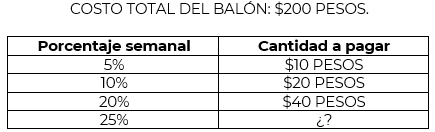 COSTO TOTAL DEL BALÓN: $200 PESOS.
Porcentaje semanal Cantidad a pagar
5% $10 PESOS
10% $20 PESOS
20% $40 PESOS
25% ¿?